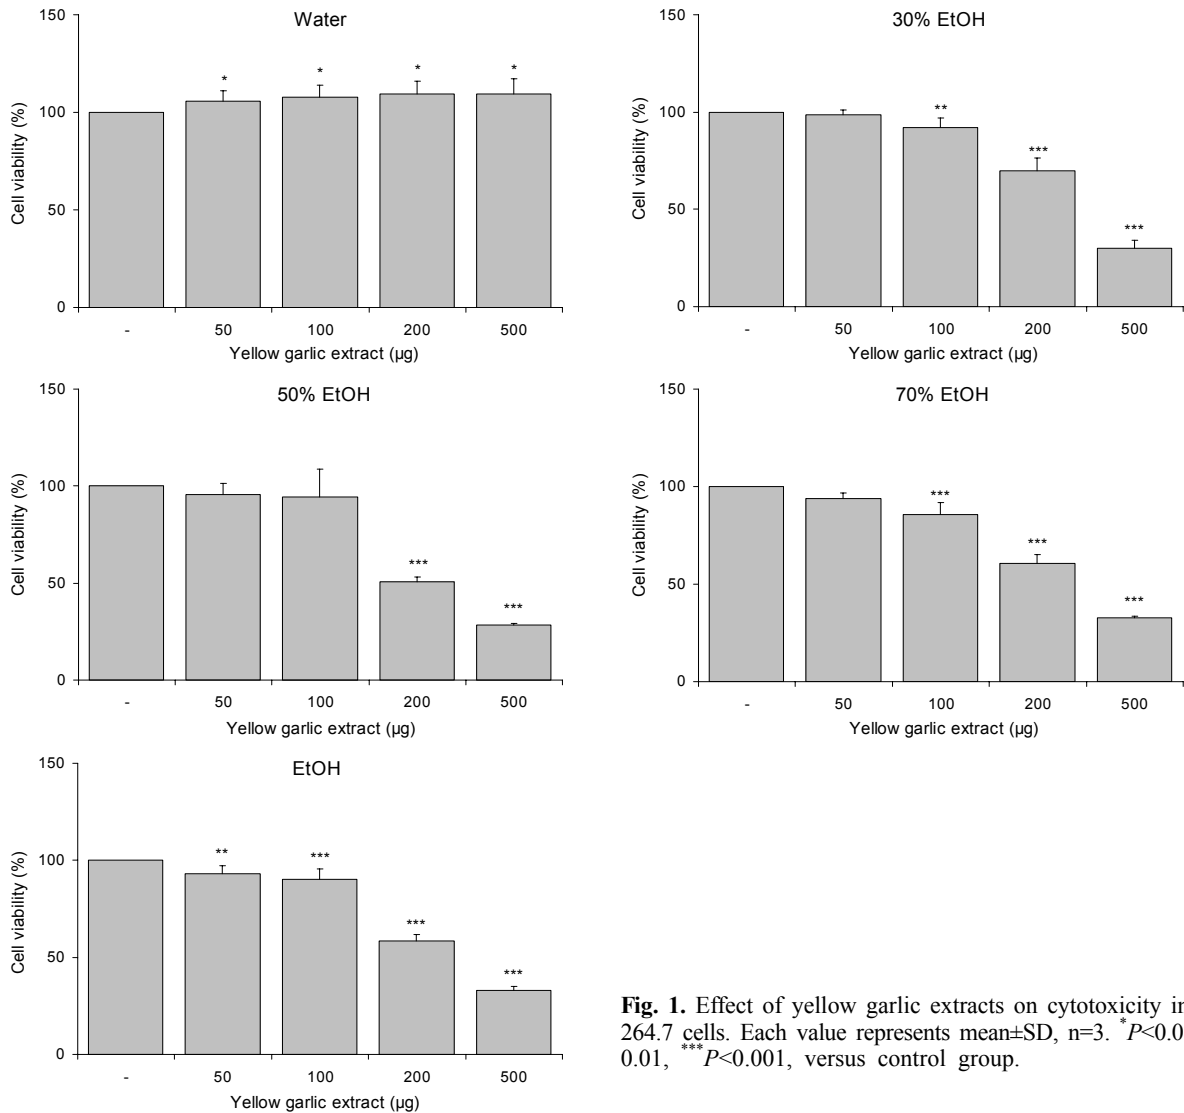 Water
150
100
50
0
Cell viability (%)
* * * *
- 50 100 200 500
Yellow garlic extract (µg)
30% EtOH
150
100
50
0
Cell viability (%)
** *** ***
- 50 100 200 500
Yellow garlic extract (µg)
50% EtOH
150
100
50
0
Cell viability (%)
*** ***
- 50 100 200 500
Yellow garlic extract (µg)
70% EtOH
150
100
50
0
Cell viability (%)
*** *** ***
- 50 100 200 500
Yellow garlic extract (µg)
EtOH
150
100
50
0
Cell viability (%)
** *** *** ***
- 50 100 200 500
Yellow garlic extract (µg)
Fig. 1. Effect of yellow garlic extracts on cytotoxicity in
264.7 cells. Each value represents mean±SD, n=3. *P<0.0
0.01, ***P<0.001, versus control group.